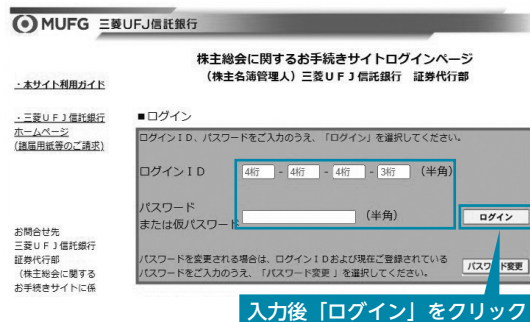 MUFG 三菱UFJ信託銀行
株主総会に関するお手続きサイトログインページ
(株主名簿管理人)三菱UFJ信託銀行 証券代行部
・本サイト利用ガイド
・三菱UFJ信託銀行
ホームページ
(諸届用紙等のご請求)
お問合せ先
三菱UFJ信託銀行
証券代行部
(株主総会に関する
お手続きサイトに係
■ログイン
ログインID、パスワードをご入力のうえ、「ログイン」を選択してください。
ログインID 4桁 - 4桁 - 4桁 - 3桁 (半角)
パスワード
または仮パスワード (半角)
ログイン
パスワードを変更される場合は、ログインIDおよび現在ご登録されている
パスワードをご入力のうえ、「パスワード変更」を選択してください。
パスワード変更
入力後「ログイン」をクリック